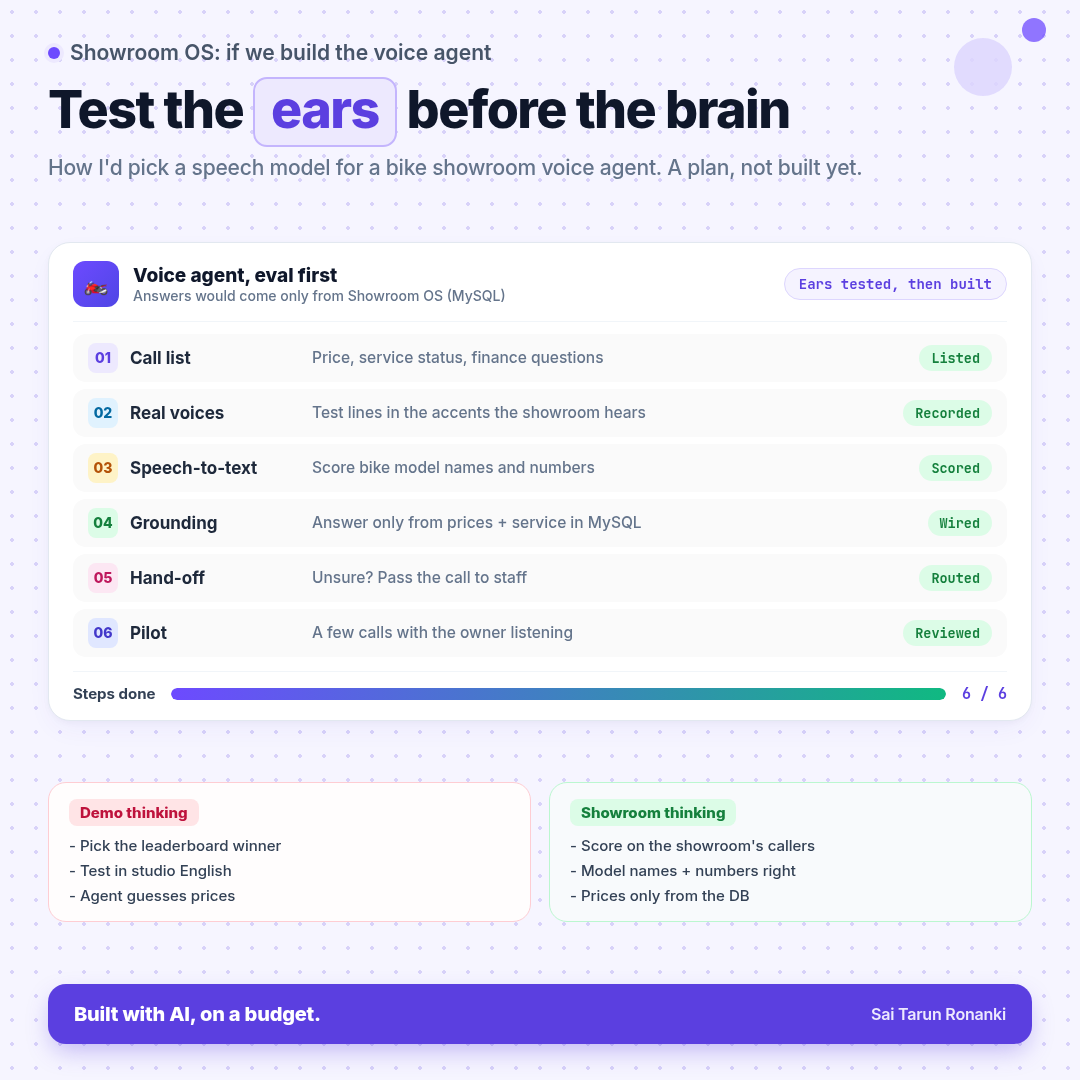 Showroom OS: if we build the voice agent
Test the ears before the brain
How I'd pick a speech model for a bike showroom voice agent. A plan, not built yet.
Voice agent, eval first
Answers would come only from Showroom OS (MySQL)
Ears tested, then built
01 Call list Price, service status, finance questions Listed
02 Real voices Test lines in the accents the showroom hears Recorded
03 Speech-to-text Score bike model names and numbers Scored
04 Grounding Answer only from prices + service in MySQL Wired
05 Hand-off Unsure? Pass the call to staff Routed
06 Pilot A few calls with the owner listening Reviewed
Steps done 6 / 6
Demo thinking
- Pick the leaderboard winner
- Test in studio English
- Agent guesses prices
Showroom thinking
- Score on the showroom's callers
- Model names + numbers right
- Prices only from the DB
Built with AI, on a budget.
Sai Tarun Ronanki